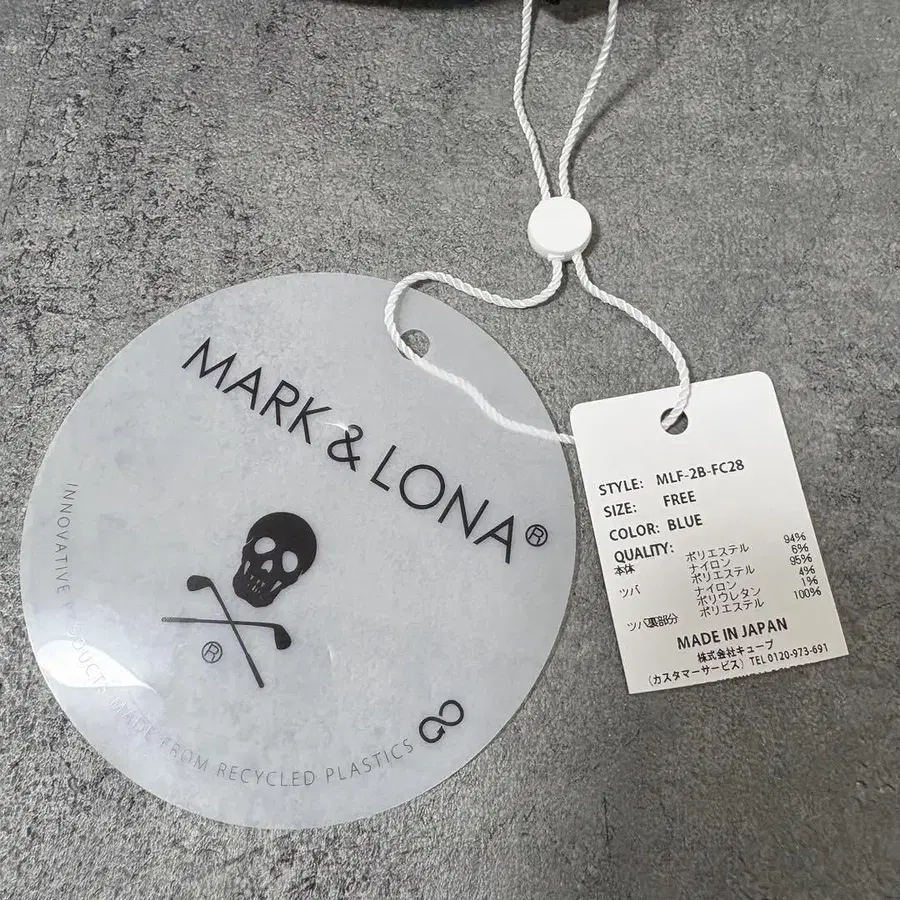 MARK & LONA®
®
INNOVATIVE PRODUCTS MADE FROM RECYCLED PLASTICS
STYLE: MLF-2B-FC28
SIZE: FREE
COLOR: BLUE
QUALITY:
本体 ポリエステル 94%
ナイロン 6%
ツバ ポリエステル 95%
ナイロン 4%
ポリウレタン 1%
ツバ裏部分 ポリエステル 100%
MADE IN JAPAN
株式会社キューブ
(カスタマーサービス) TEL 0120-973-691